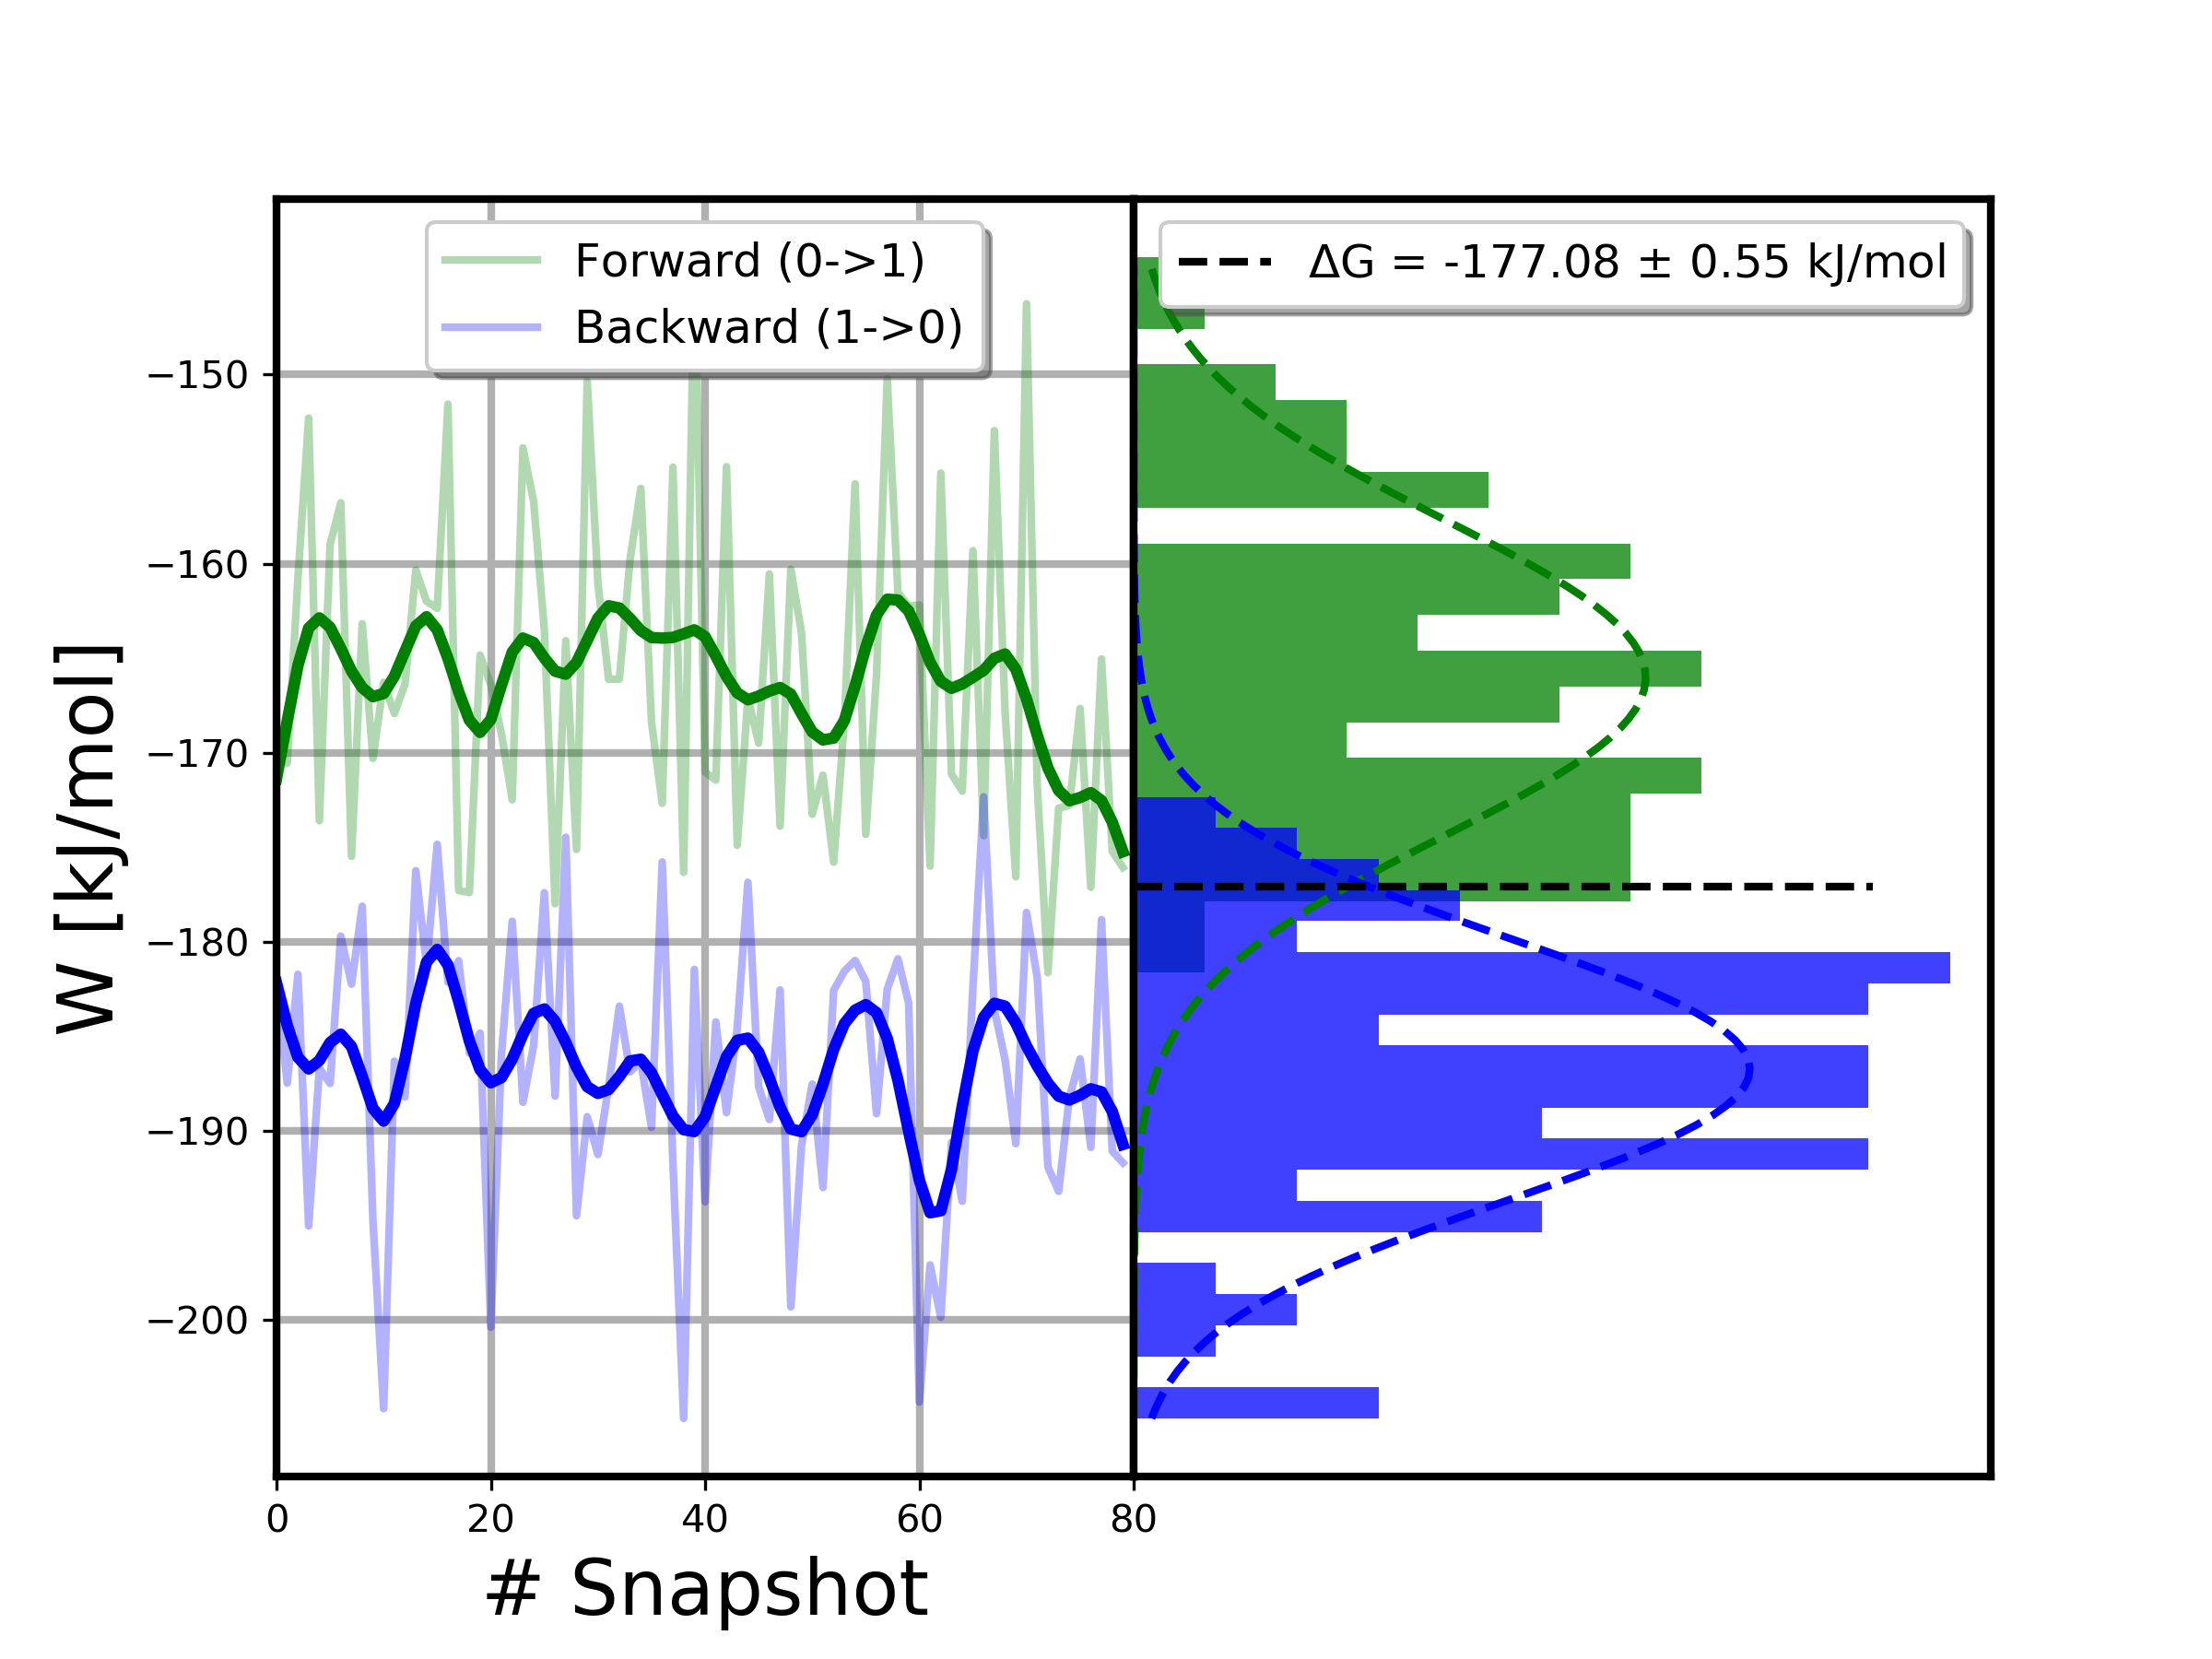 Forward (0->1)
Backward (1->0)
ΔG = -177.08 ± 0.55 kJ/mol
W [kJ/mol]
−150
−160
−170
−180
−190
−200
0 20 40 60 80
# Snapshot